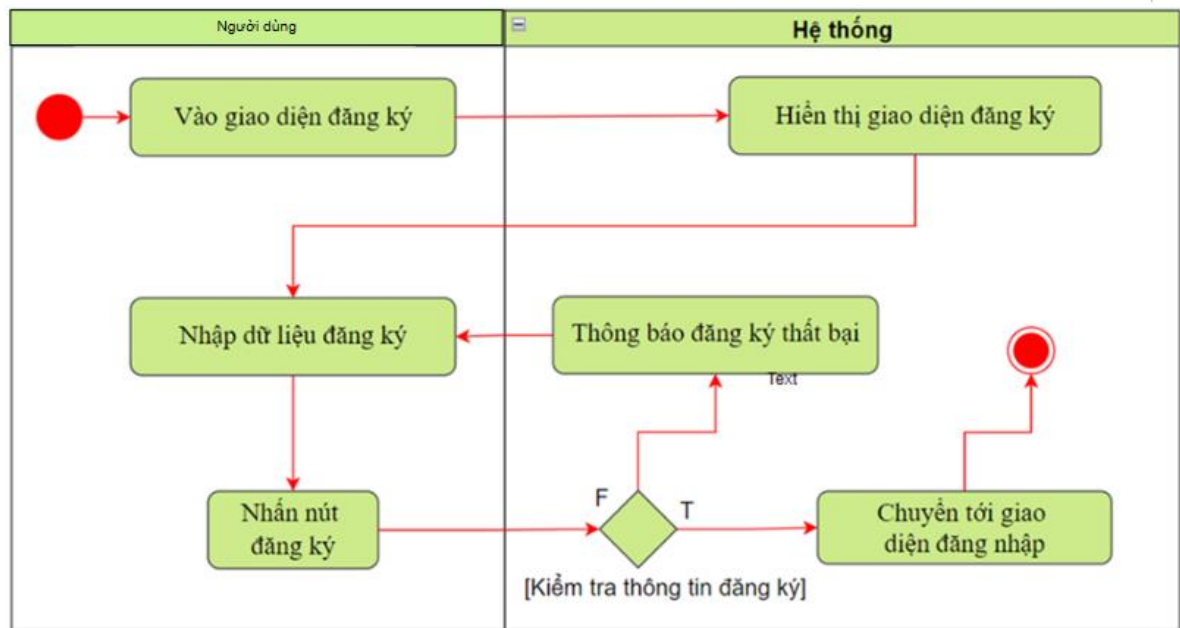 Người dùng
Hệ thống
Vào giao diện đăng ký
Hiển thị giao diện đăng ký
Nhập dữ liệu đăng ký
Thông báo đăng ký thất bại
Text
Nhấn nút
đăng ký
F
T
Chuyển tới giao
diện đăng nhập
[Kiểm tra thông tin đăng ký]